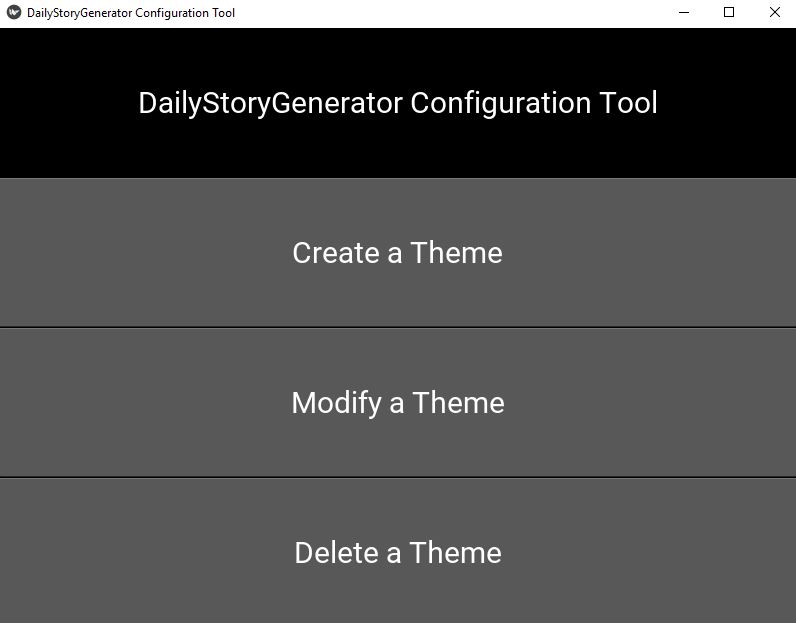 DailyStoryGenerator Configuration Tool
DailyStoryGenerator Configuration Tool
Create a Theme
Modify a Theme
Delete a Theme